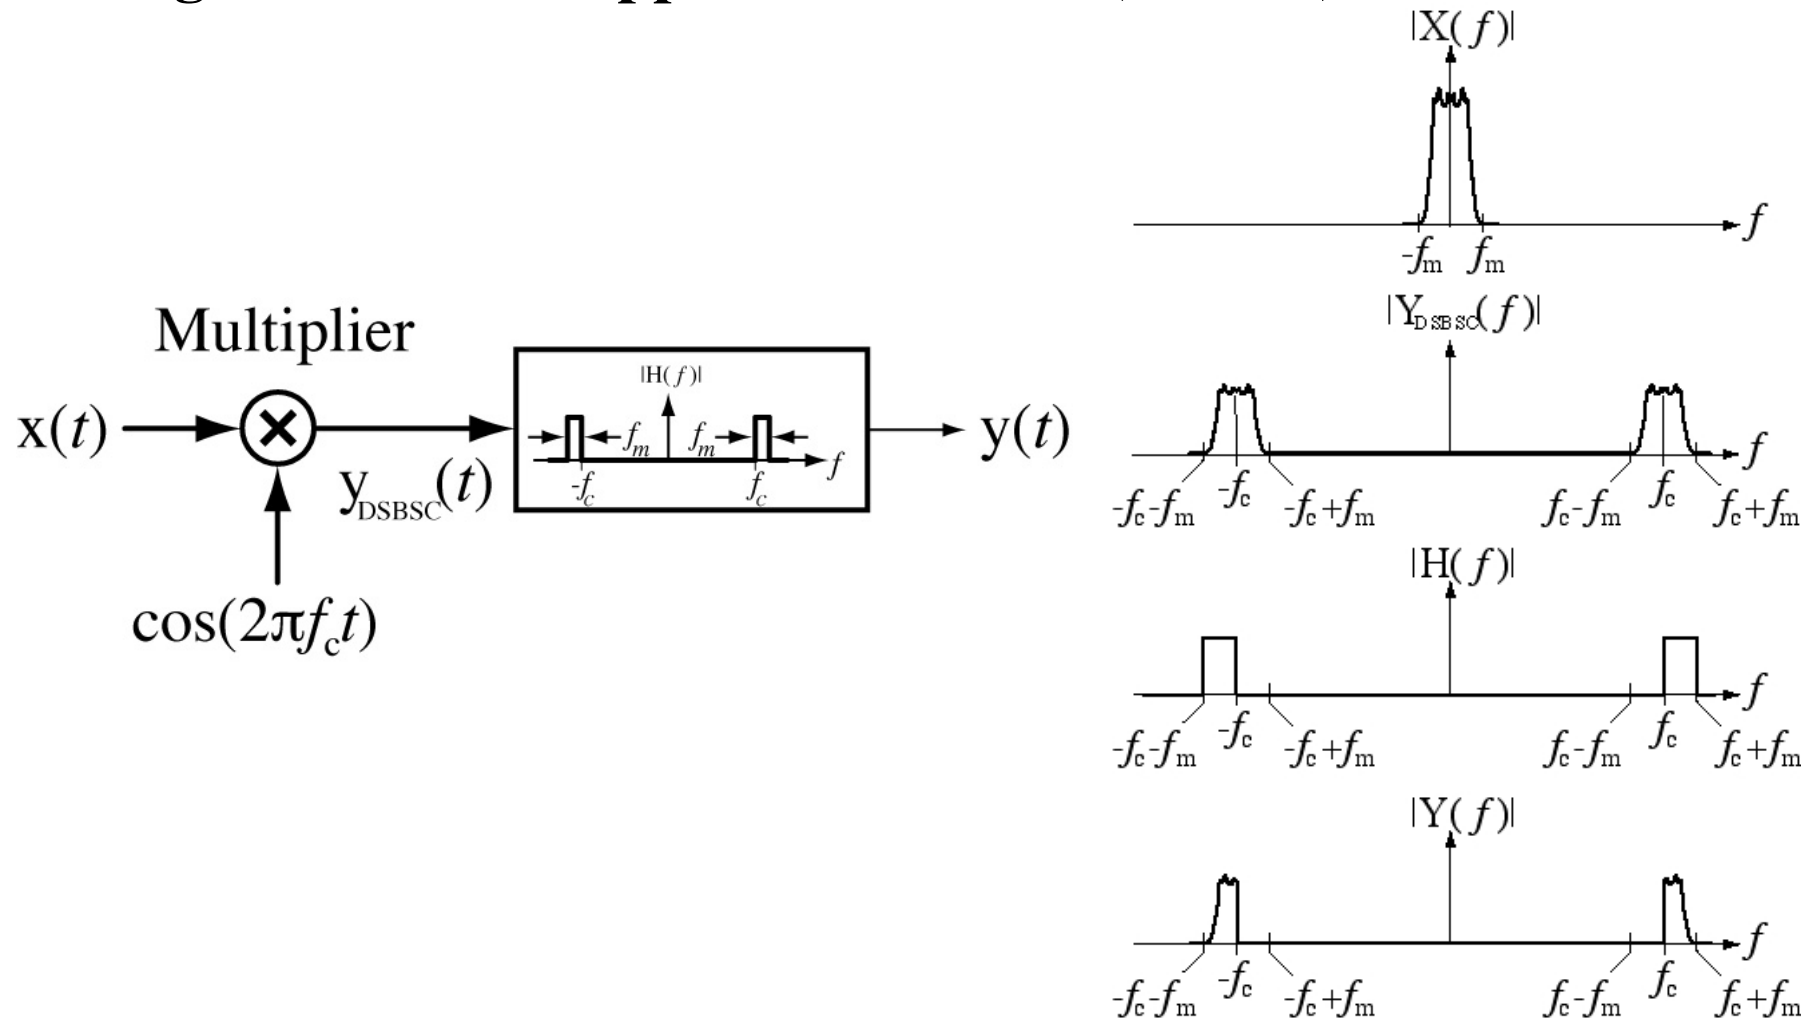 |X(f)|
f
-fm fm
Multiplier
x(t)
yDSBSC(t)
cos(2πfct)
|H(f)|
fm fm
f
-fc fc
y(t)
|YDSBSC(f)|
f
-fc-fm -fc -fc+fm fc-fm fc fc+fm
|H(f)|
f
-fc-fm -fc -fc+fm fc-fm fc fc+fm
|Y(f)|
f
-fc-fm -fc -fc+fm fc-fm fc fc+fm